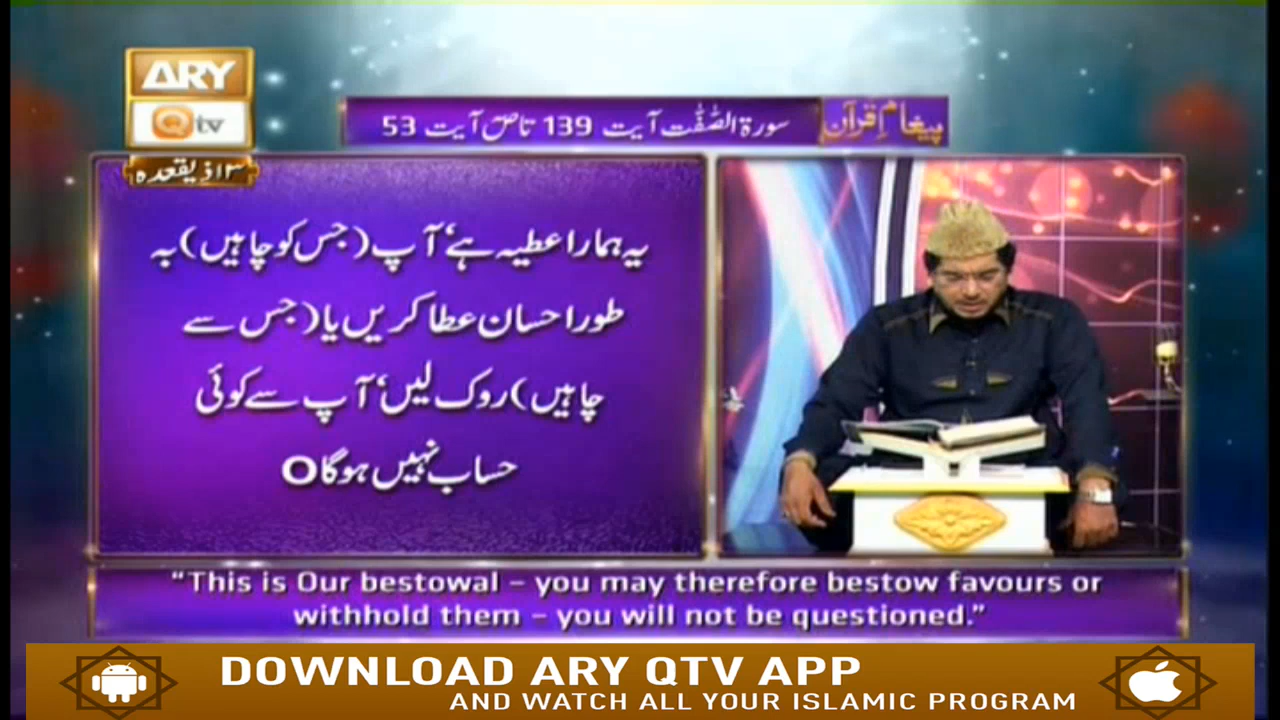 ARY
Qtv
پیغامِ قرآن
سورۃ الصّٰفّٰت آیت 139 تا صٓ آیت 53
۱۳ ذیقعدہ
یہ ہمارا عطیہ ہے‘ آپ (جس کو چاہیں) بہ
طور احسان عطا کریں یا (جس سے
چاہیں) روک لیں‘ آپ سے کوئی
حساب نہیں ہوگاO
“This is Our bestowal – you may therefore bestow favours or
withhold them – you will not be questioned.”
DOWNLOAD ARY QTV APP
AND WATCH ALL YOUR ISLAMIC PROGRAM